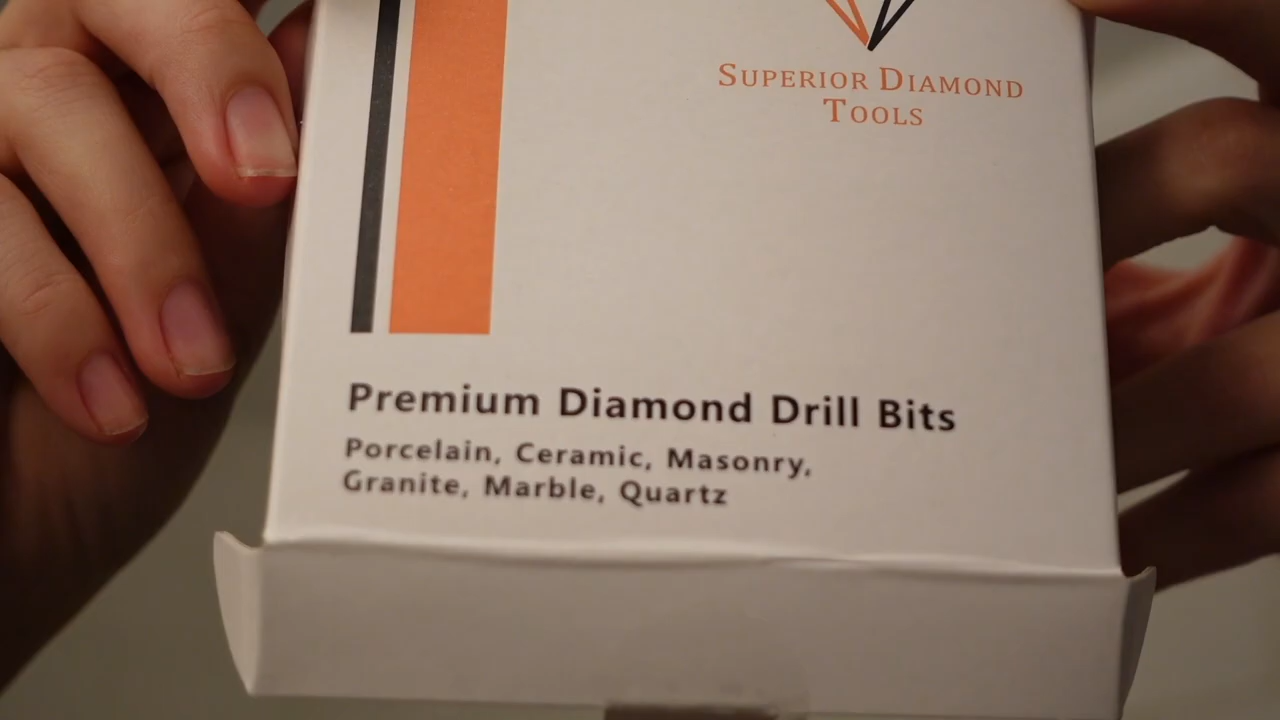 SUPERIOR DIAMOND
TOOLS
Premium Diamond Drill Bits
Porcelain, Ceramic, Masonry,
Granite, Marble, Quartz